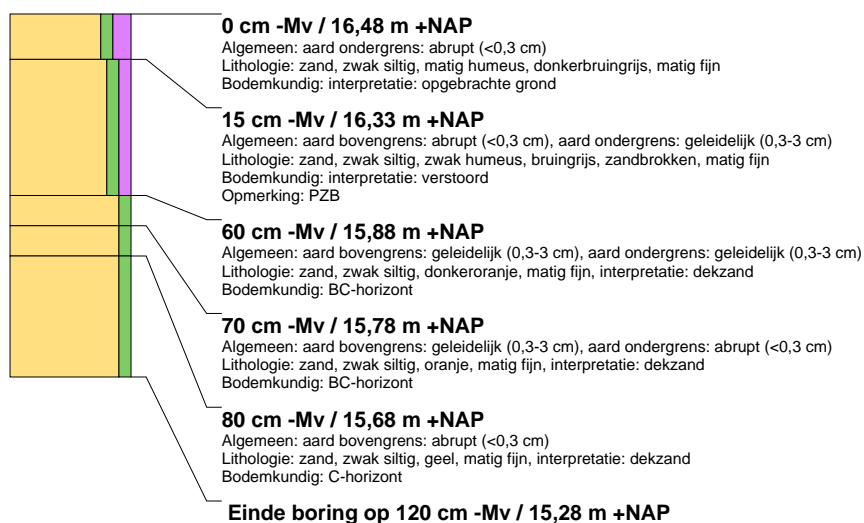 0 cm -Mv / 16,48 m +NAP
Algemeen: aard ondergrens: abrupt (<0,3 cm)
Lithologie: zand, zwak siltig, matig humeus, donkerbruingrijs, matig fijn
Bodemkundig: interpretatie: opgebrachte grond
15 cm -Mv / 16,33 m +NAP
Algemeen: aard bovengrens: abrupt (<0,3 cm), aard ondergrens: geleidelijk (0,3-3 cm)
Lithologie: zand, zwak siltig, zwak humeus, bruingrijs, zandbrokken, matig fijn
Bodemkundig: interpretatie: verstoord
Opmerking: PZB
60 cm -Mv / 15,88 m +NAP
Algemeen: aard bovengrens: geleidelijk (0,3-3 cm), aard ondergrens: geleidelijk (0,3-3 cm)
Lithologie: zand, zwak siltig, donkeroranje, matig fijn, interpretatie: dekzand
Bodemkundig: BC-horizont
70 cm -Mv / 15,78 m +NAP
Algemeen: aard bovengrens: geleidelijk (0,3-3 cm), aard ondergrens: abrupt (<0,3 cm)
Lithologie: zand, zwak siltig, oranje, matig fijn, interpretatie: dekzand
Bodemkundig: BC-horizont
80 cm -Mv / 15,68 m +NAP
Algemeen: aard bovengrens: abrupt (<0,3 cm)
Lithologie: zand, zwak siltig, geel, matig fijn, interpretatie: dekzand
Bodemkundig: C-horizont
Einde boring op 120 cm -Mv / 15,28 m +NAP